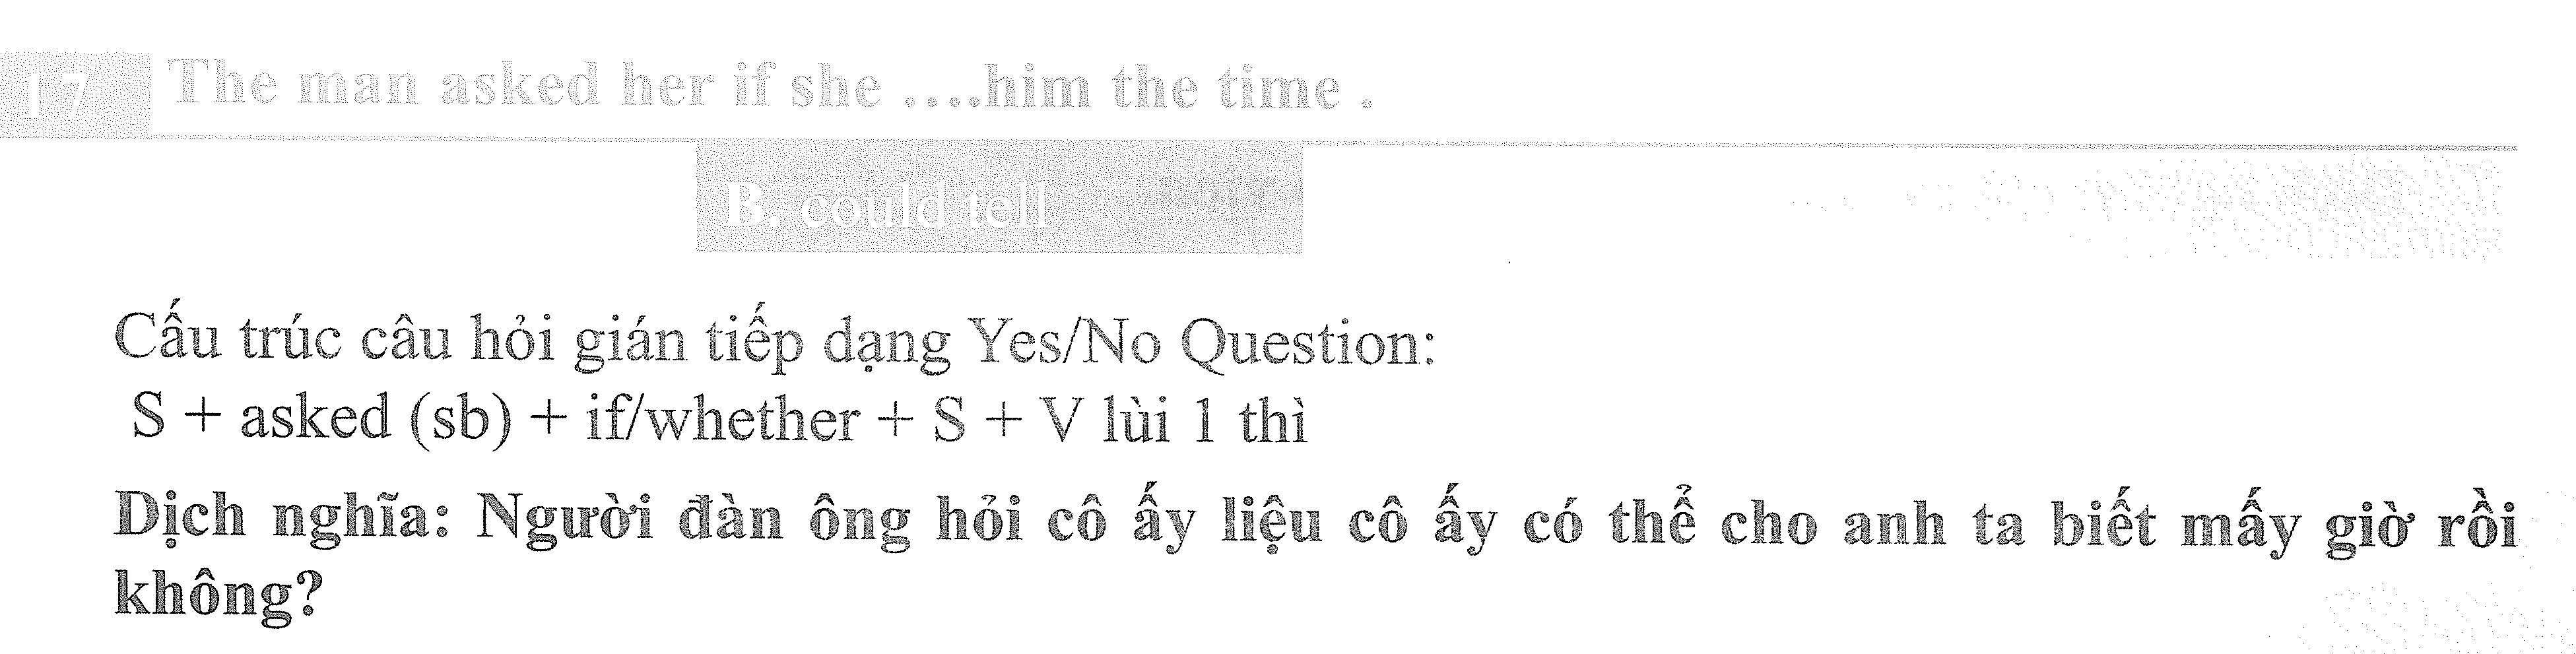 17 The man asked her if she ....him the time .
B. could tell
Cấu trúc câu hỏi gián tiếp dạng Yes/No Question:
S + asked (sb) + if/whether + S + V lùi 1 thì
Dịch nghĩa: Người đàn ông hỏi cô ấy liệu cô ấy có thể cho anh ta biết mấy giờ rồi
không?